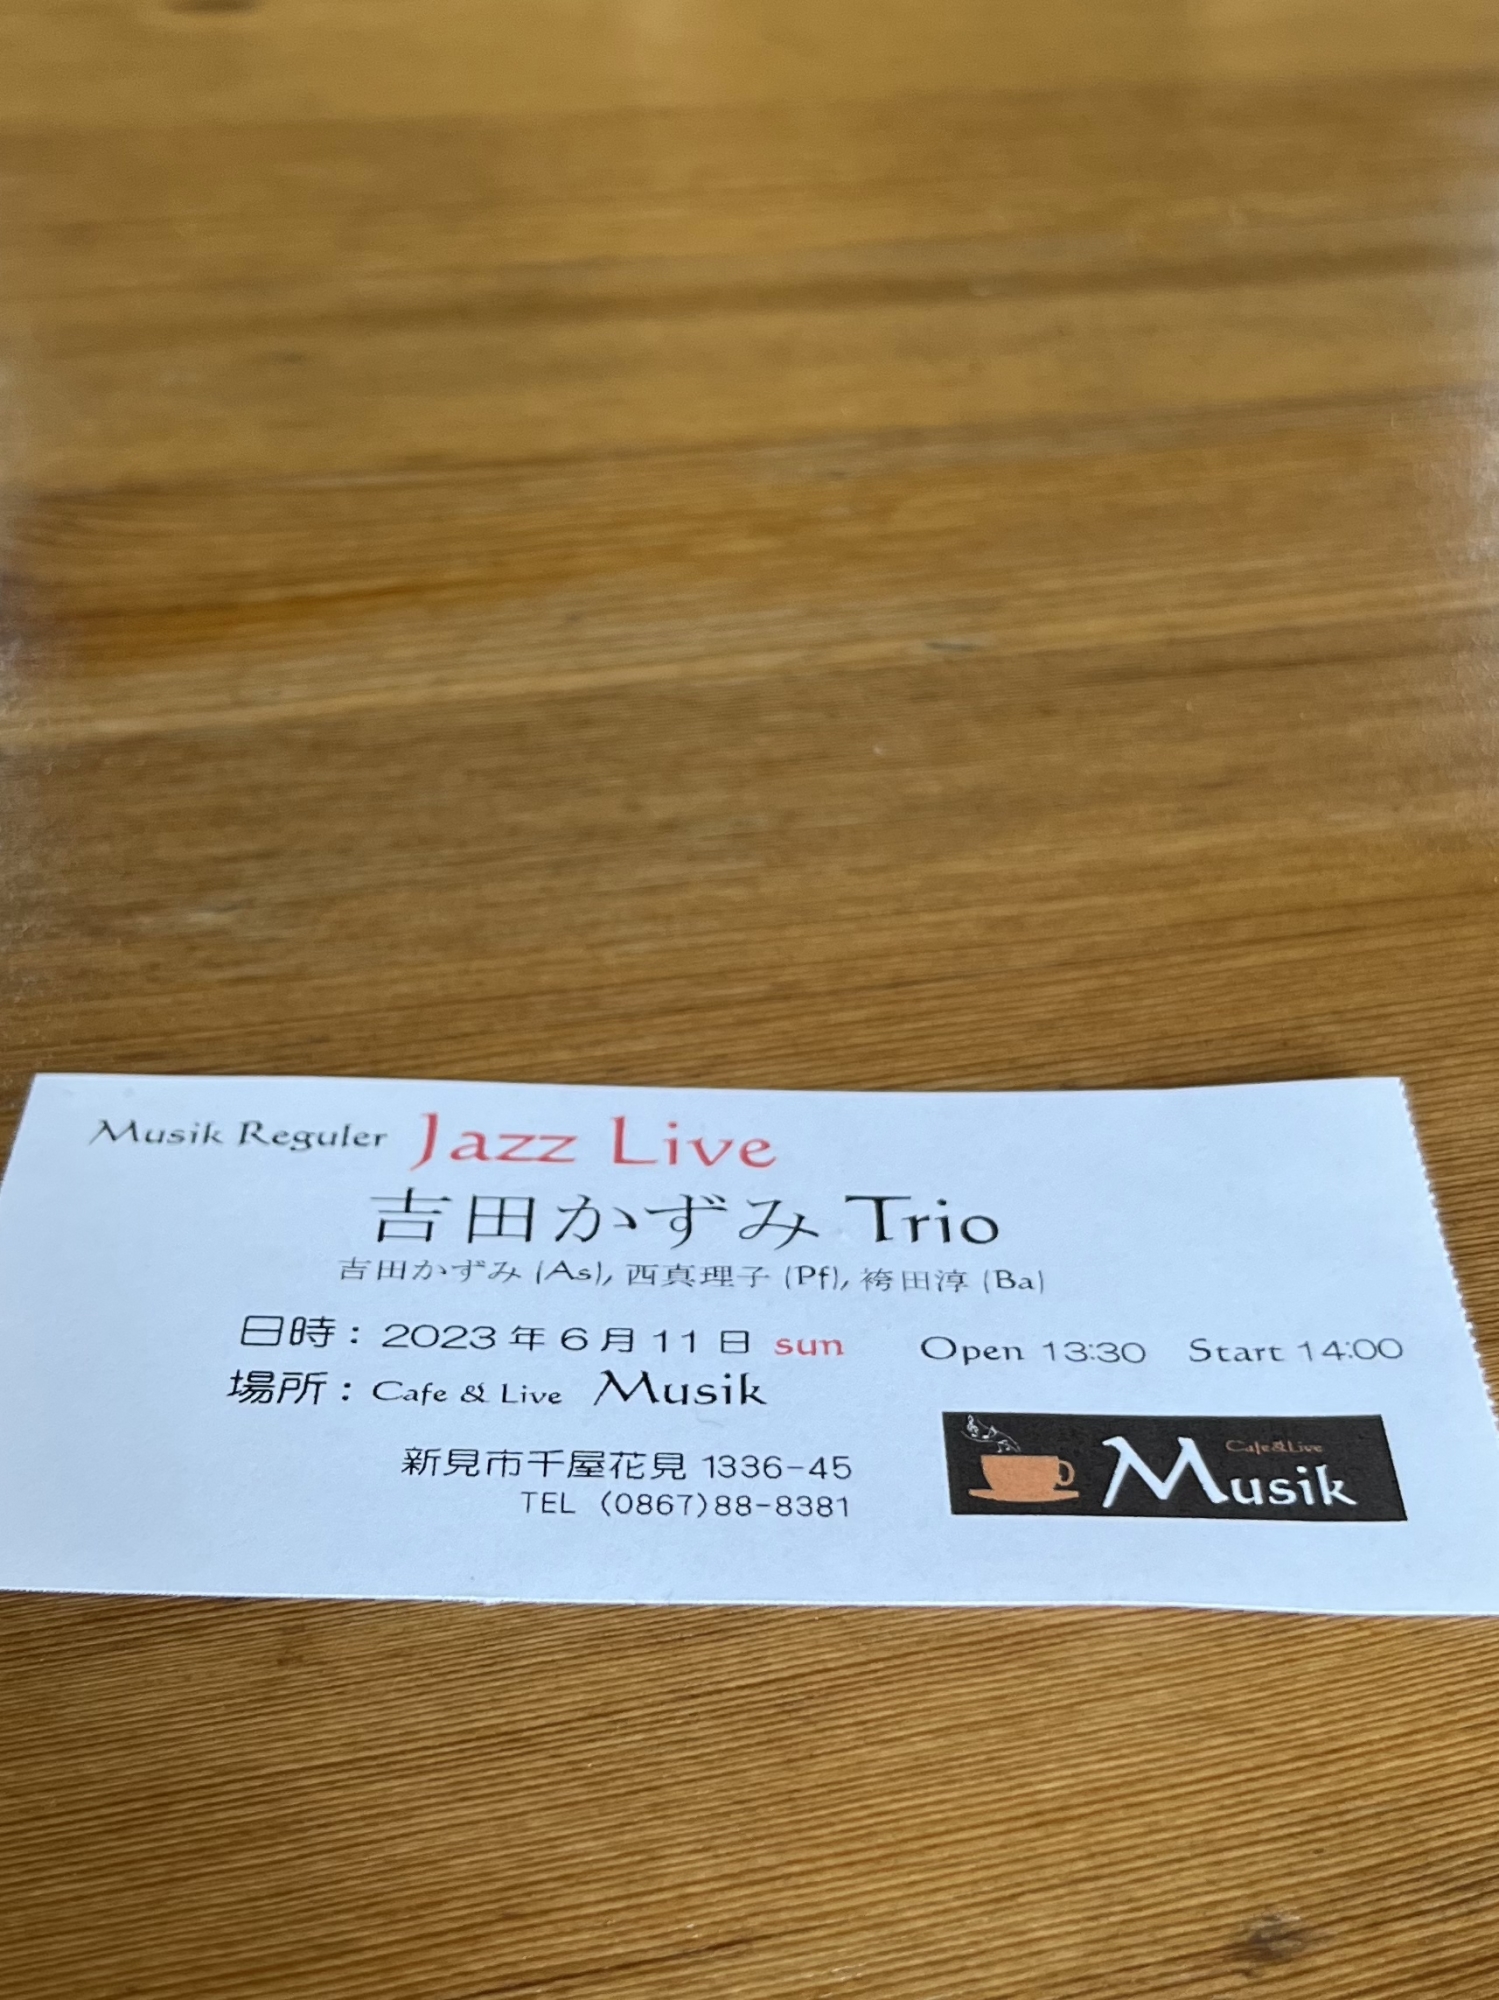 Musik Reguler Jazz Live
吉田かずみ Trio
吉田かずみ (As), 西真理子 (Pf), 袴田淳 (Ba)
日時：2023年6月11日 sun Open 13:30 Start 14:00
場所：Cafe & Live Musik
新見市千屋花見 1336-45
TEL (0867)88-8381
Cafe&Live
Musik